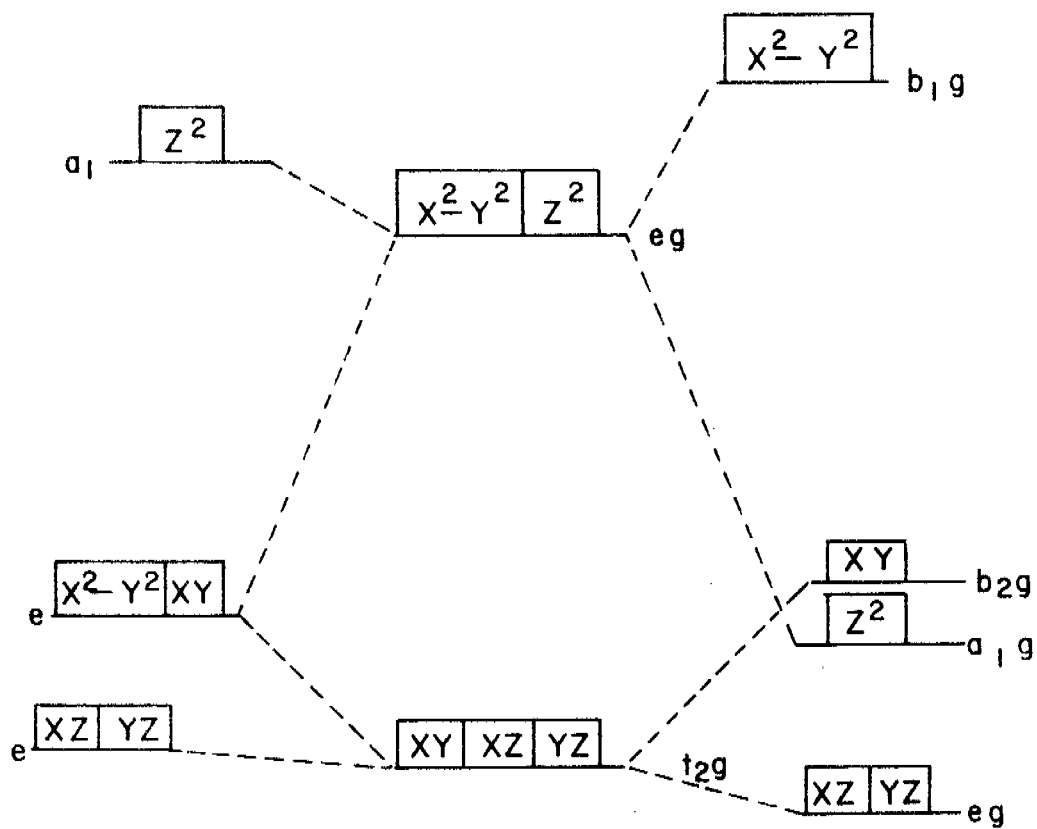 X²– Y²
b₁g
Z²
a₁
X²– Y² Z²
eg
X²– Y² XY
e
XY
b₂g
Z²
a₁g
XZ YZ
e
XY XZ YZ
t₂g
XZ YZ
eg